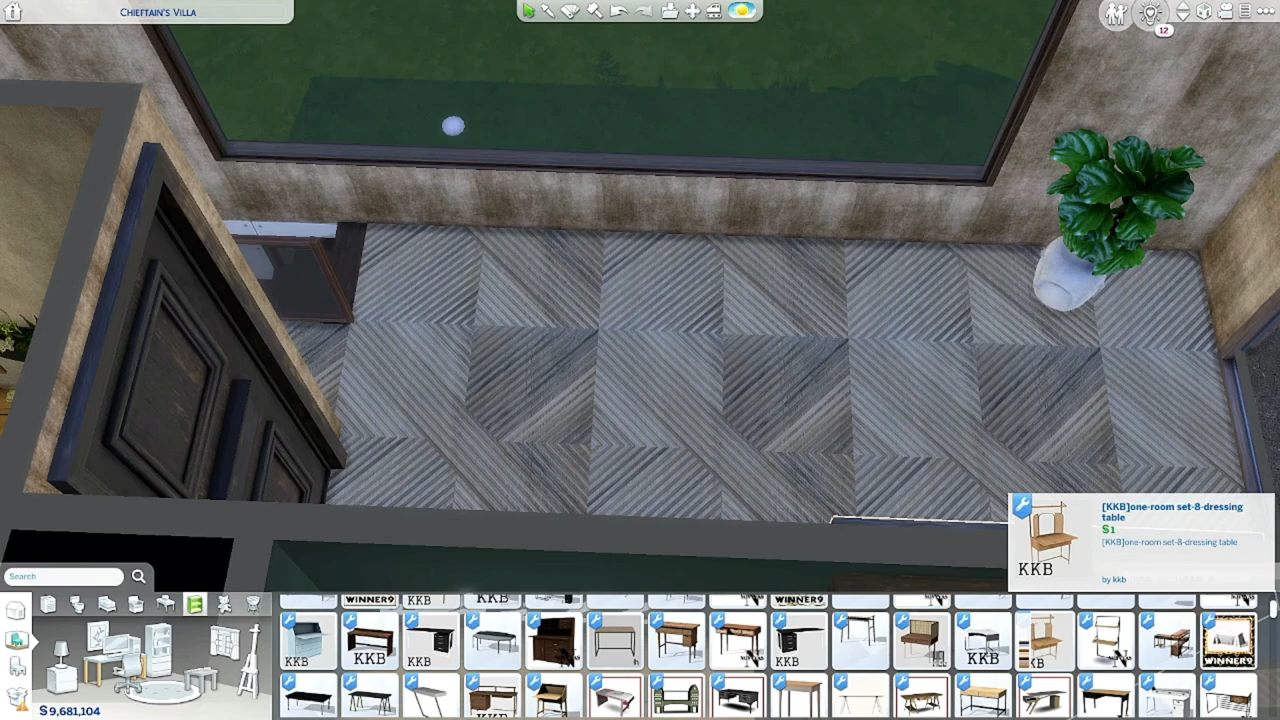 CHIEFTAIN'S VILLA
12
[KKB]one-room set-8-dressing
table
$1
[KKB]one-room set-8-dressing table
by kkb
KKB
Search
WINNER9
KKB
KKB
WINNER9
KKB
KKB
KKB
KKB
KKB
KB
WINNER9
$9,681,104
KKB